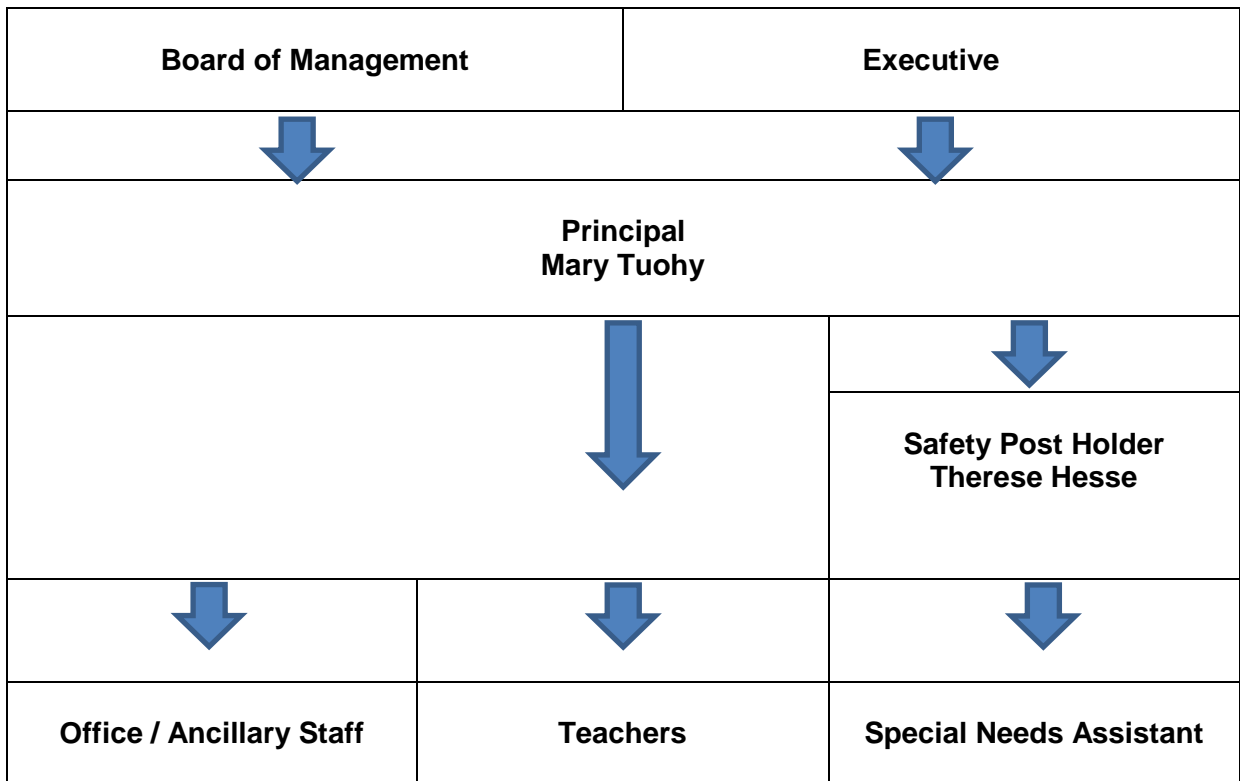 Board of Management
Executive
Principal
Mary Tuohy
Safety Post Holder
Therese Hesse
Office / Ancillary Staff
Teachers
Special Needs Assistant